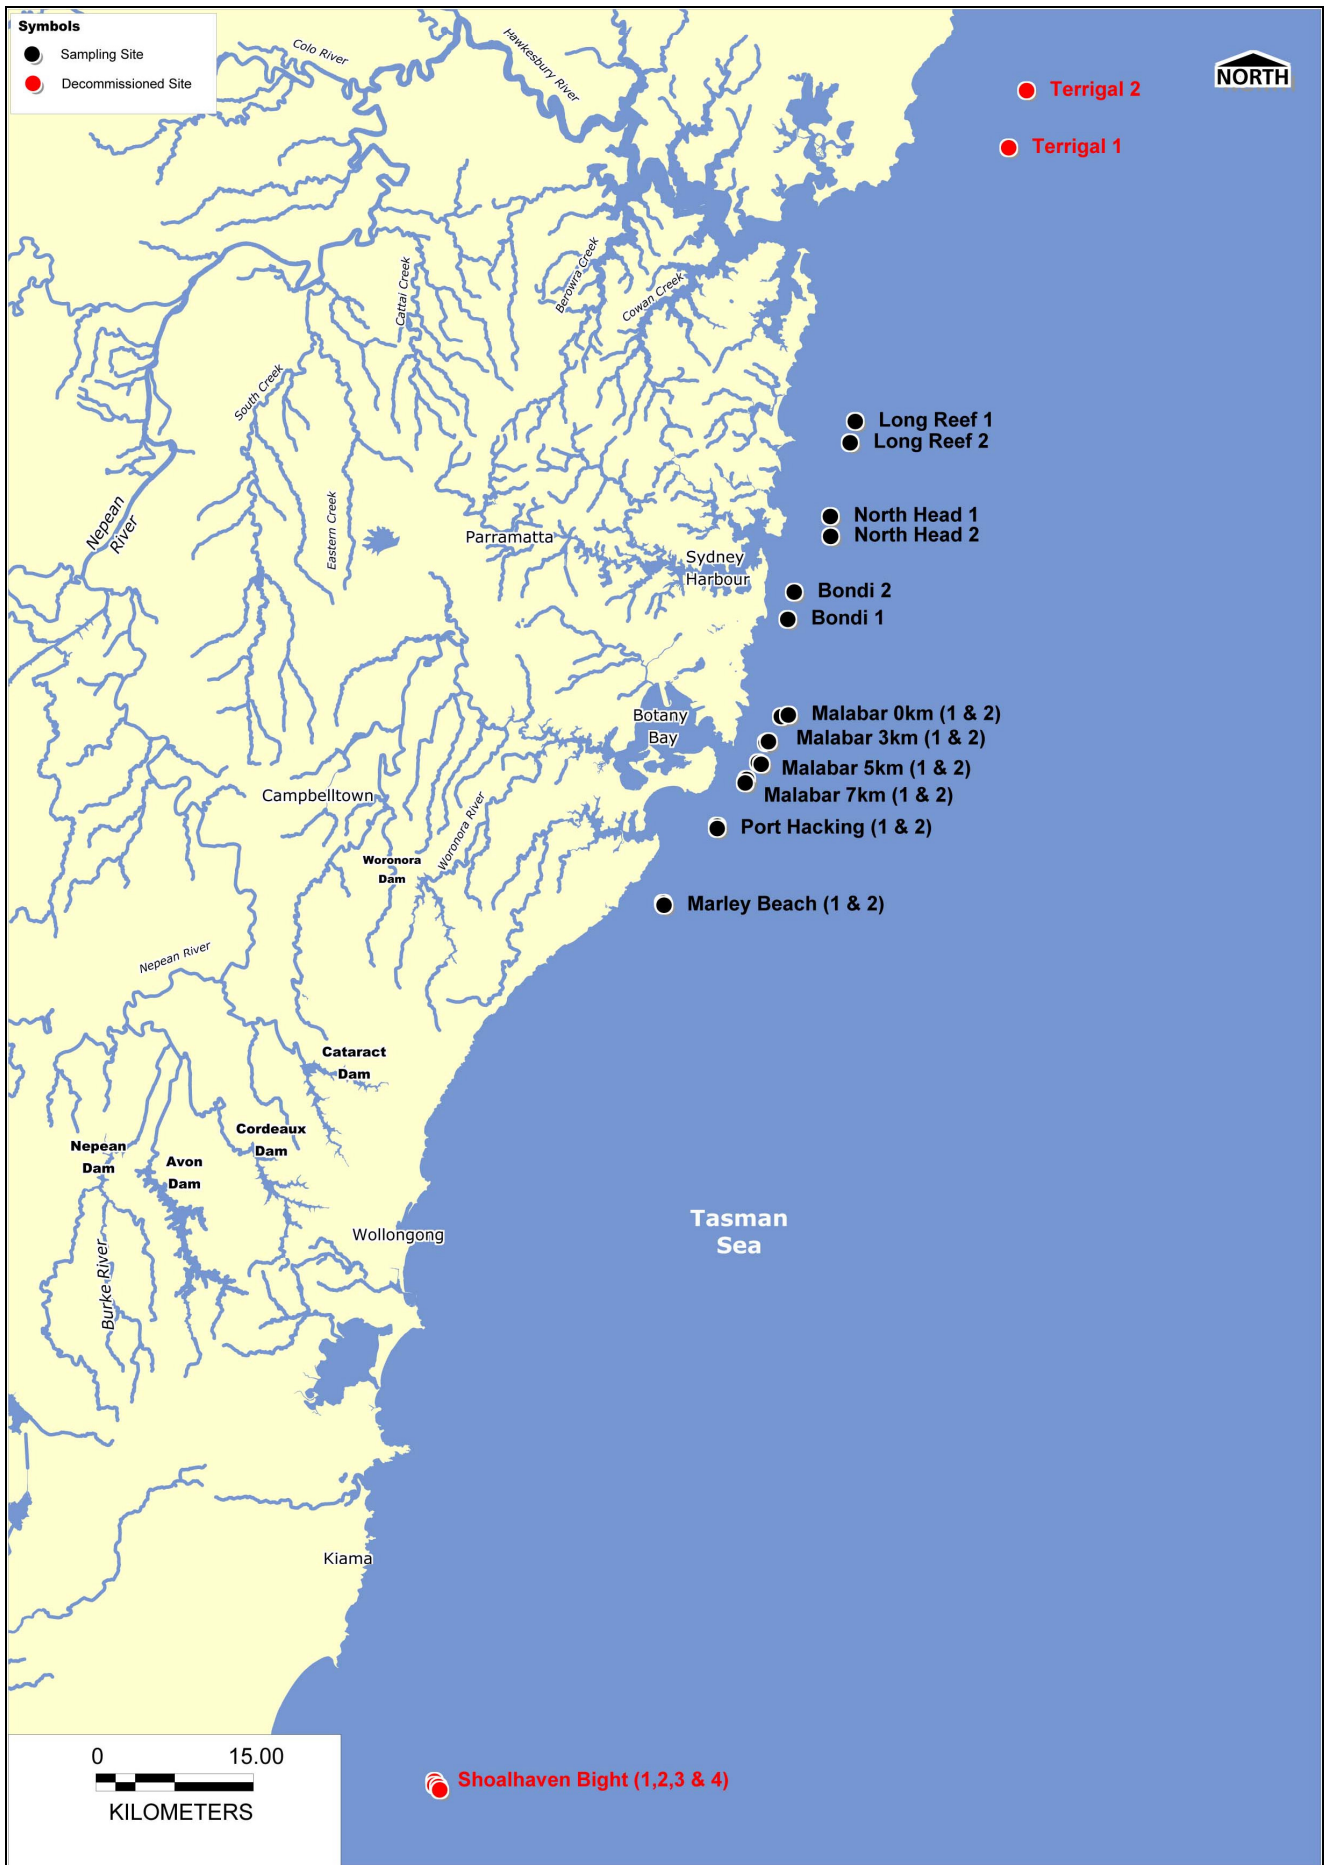 Symbols
Sampling Site
Decommissioned Site
NORTH
Colo River
Hawkesbury River
Terrigal 2
Terrigal 1
Berowra Creek
Cattai Creek
Cowan Creek
South Creek
Long Reef 1
Long Reef 2
Nepean
River
Eastern Creek
Parramatta
Sydney
Harbour
North Head 1
North Head 2
Bondi 2
Bondi 1
Botany
Bay
Malabar 0km (1 & 2)
Malabar 3km (1 & 2)
Malabar 5km (1 & 2)
Malabar 7km (1 & 2)
Campbelltown
Woronora River
Port Hacking (1 & 2)
Woronora
Dam
Marley Beach (1 & 2)
Nepean River
Cataract
Dam
Cordeaux
Dam
Nepean
Dam
Avon
Dam
Wollongong
Tasman
Sea
Burke River
Kiama
0 15.00
KILOMETERS
Shoalhaven Bight (1,2,3 & 4)